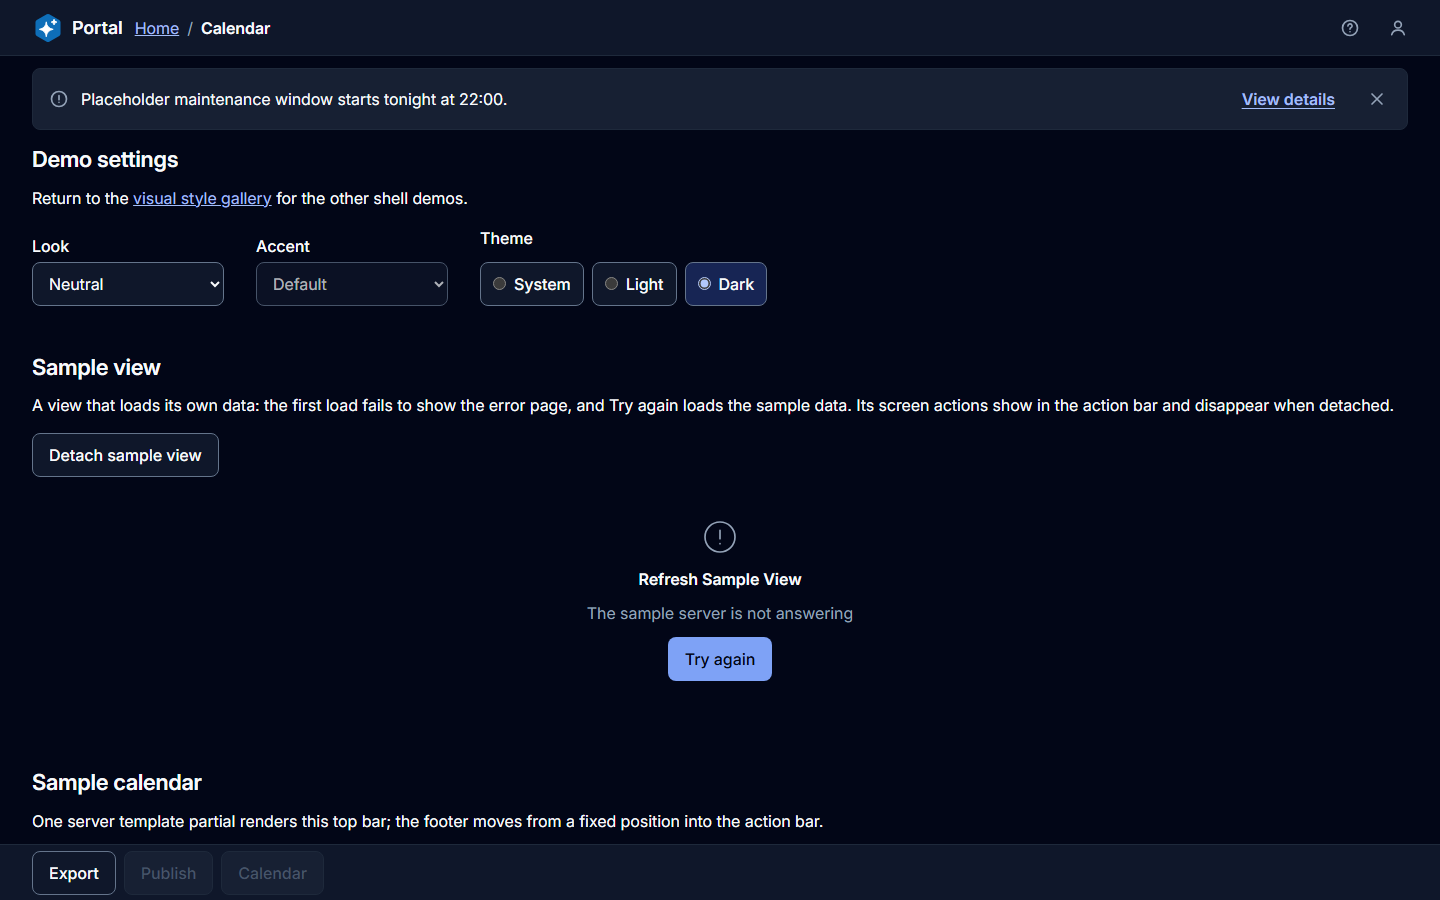 Portal Home / Calendar
Placeholder maintenance window starts tonight at 22:00.
View details
Demo settings
Return to the visual style gallery for the other shell demos.
Look
Accent
Theme
Neutral
Default
System
Light
Dark
Sample view
A view that loads its own data: the first load fails to show the error page, and Try again loads the sample data. Its screen actions show in the action bar and disappear when detached.
Detach sample view
Refresh Sample View
The sample server is not answering
Try again
Sample calendar
One server template partial renders this top bar; the footer moves from a fixed position into the action bar.
Export
Publish
Calendar